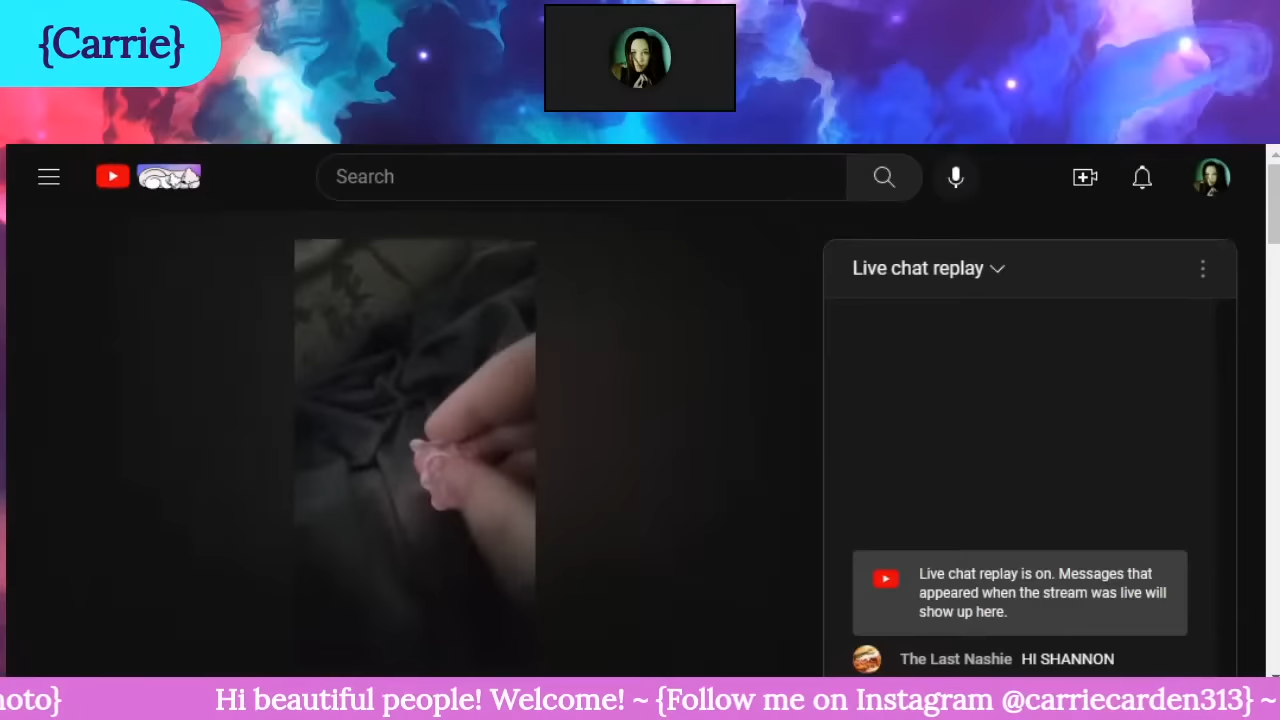 {Carrie}
Search
Live chat replay
Live chat replay is on. Messages that
appeared when the stream was live will
show up here.
The Last Nashie HI SHANNON
noto} Hi beautiful people! Welcome! ~ {Follow me on Instagram @carriecarden313} ~